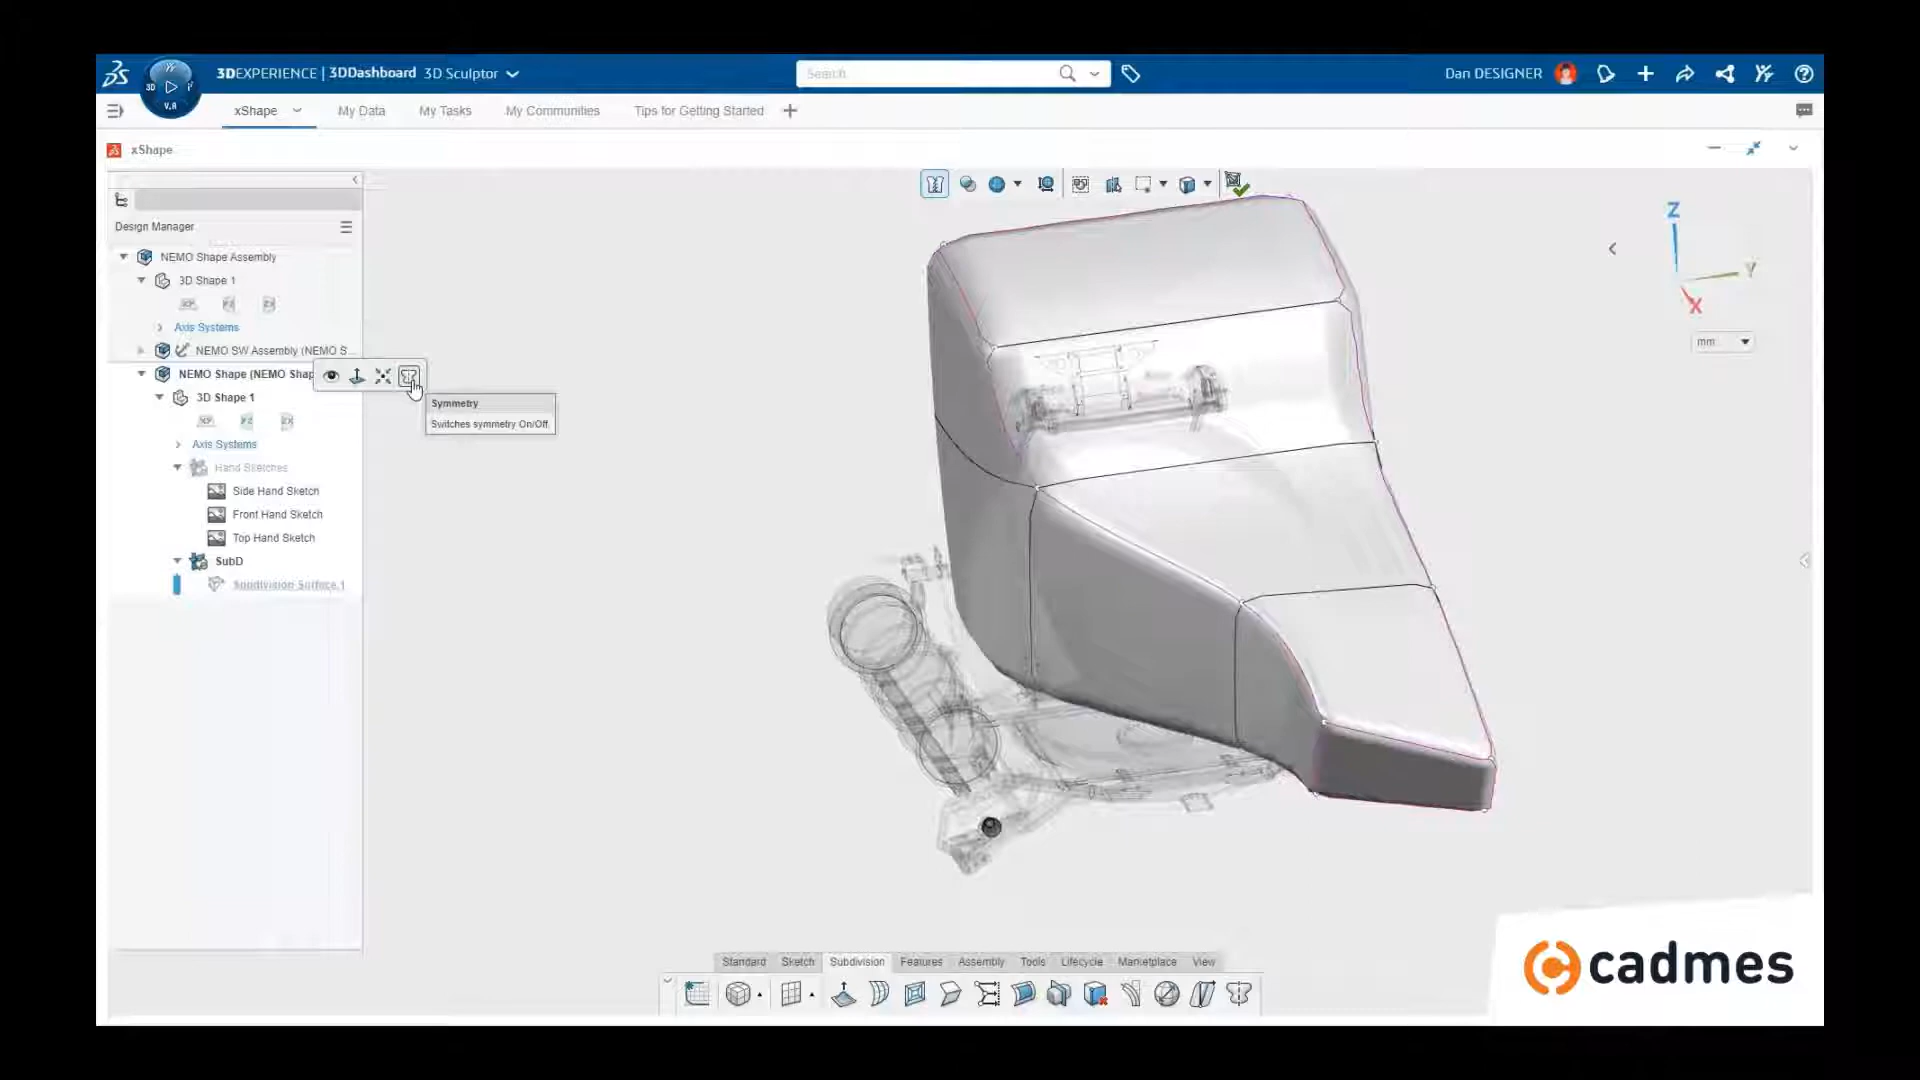 3DEXPERIENCE | 3DDashboard 3D Sculptor
Search
Dan DESIGNER
3D
V.R
xShape
My Data
My Tasks
My Communities
Tips for Getting Started
xShape
Design Manager
NEMO Shape Assembly
3D Shape 1
Axis Systems
NEMO SW Assembly (NEMO S...
NEMO Shape (NEMO Shap
Symmetry
Switches symmetry On/Off.
3D Shape 1
Axis Systems
Hand Sketches
Side Hand Sketch
Front Hand Sketch
Top Hand Sketch
SubD
Subdivision Surface.1
Z
Y
X
mm
Standard
Sketch
Subdivision
Features
Assembly
Tools
Lifecycle
Marketplace
View
cadmes